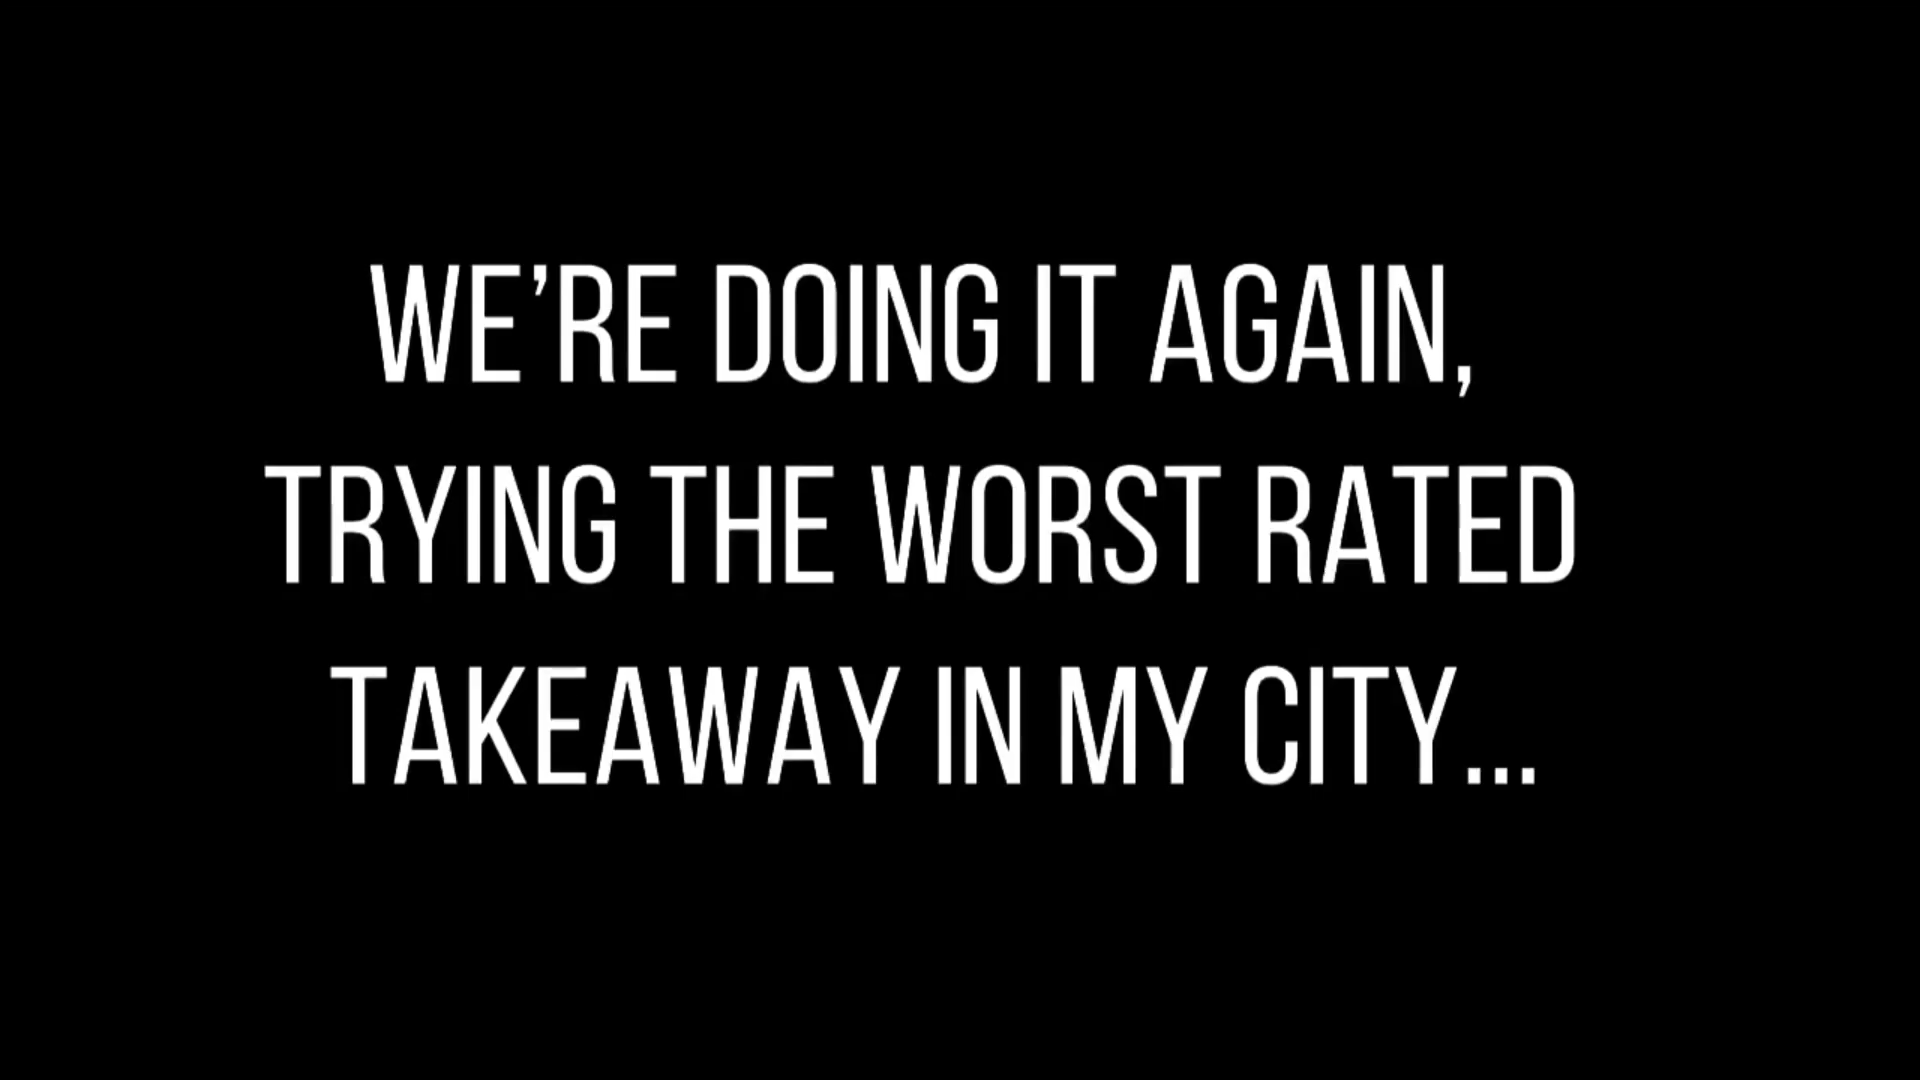 WE’RE DOING IT AGAIN,
TRYING THE WORST RATED
TAKEAWAY IN MY CITY...